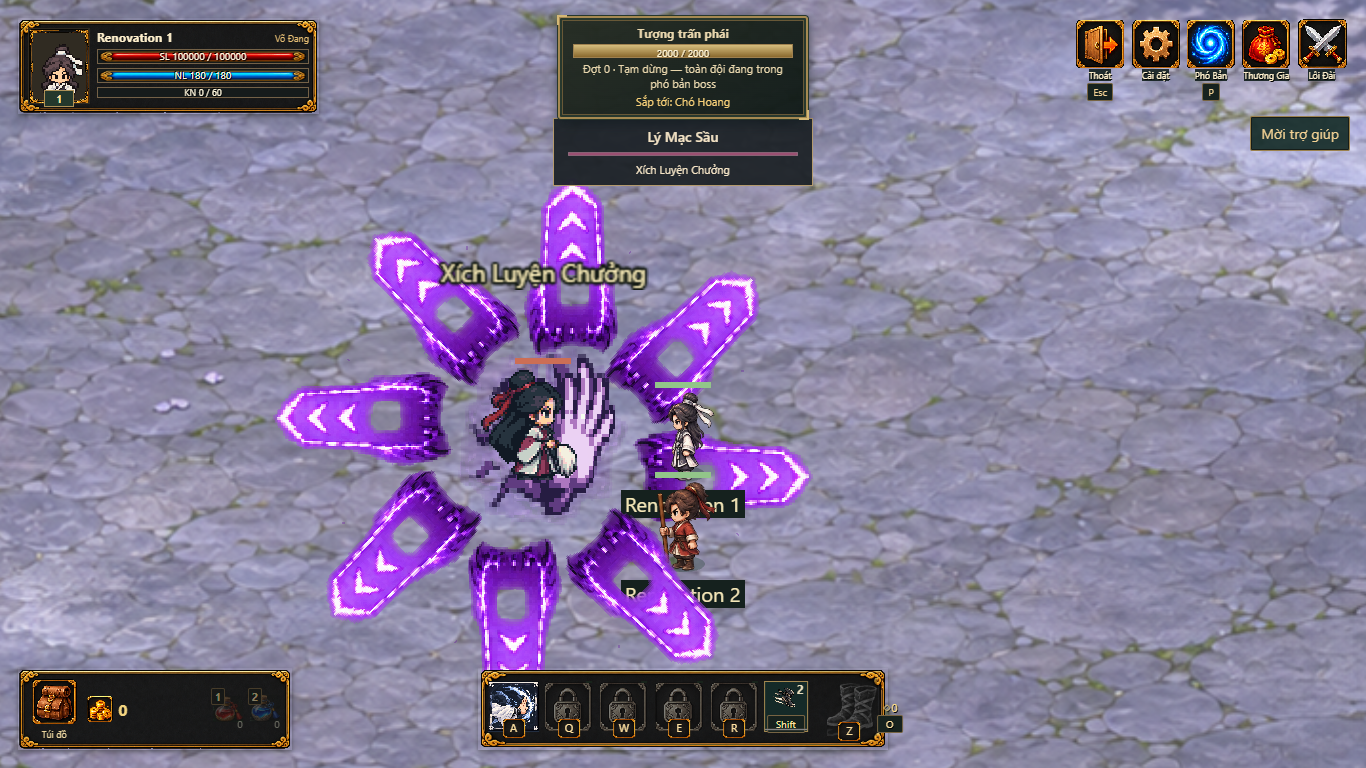 Renovation 1
Võ Đang
SL 100000 / 100000
NL 180 / 180
KN 0 / 60
1
Tượng trấn phái
2000 / 2000
Đợt 0 · Tạm dừng — toàn đội đang trong
phó bản boss
Sắp tới: Chó Hoang
Lý Mạc Sầu
Xích Luyện Chưởng
Thoát
Cài đặt
Phó Bản
Thương Gia
Lôi Đài
Esc
P
Mời trợ giúp
Xích Luyện Chưởng
Renovation 1
Renovation 2
Túi đồ
0
1
0
2
0
A
Q
W
E
R
2
Shift
Z
0
O